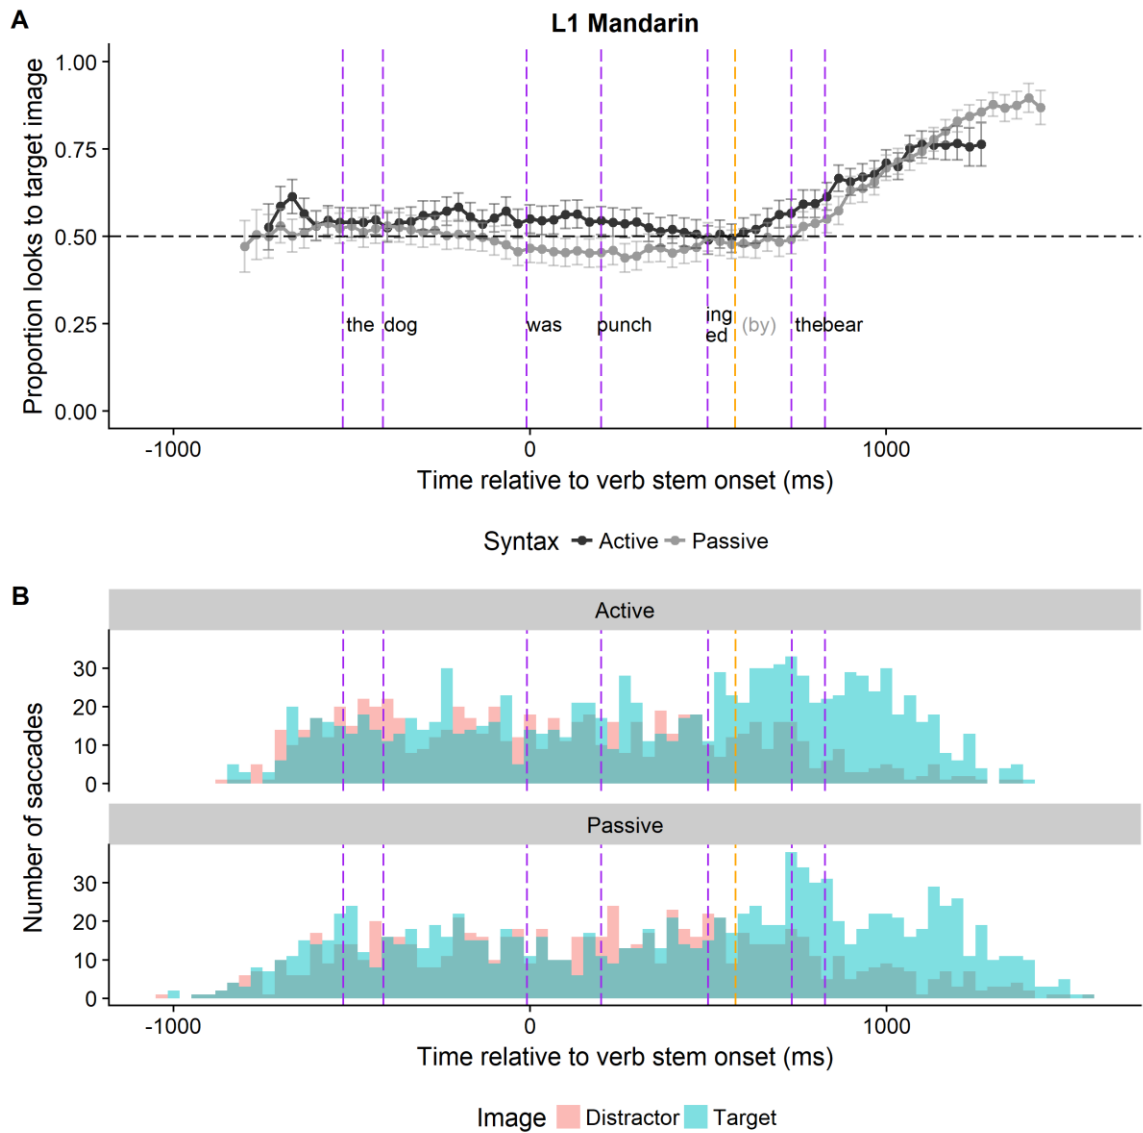 A
L1 Mandarin
Proportion looks to target image
1.00
0.75
0.50
0.25
0.00
the dog was punch ing ed (by) the bear
-1000 0 1000
Time relative to verb stem onset (ms)
Syntax Active Passive
B
Number of saccades
Active
30
20
10
0
Passive
30
20
10
0
-1000 0 1000
Time relative to verb stem onset (ms)
Image Distractor Target